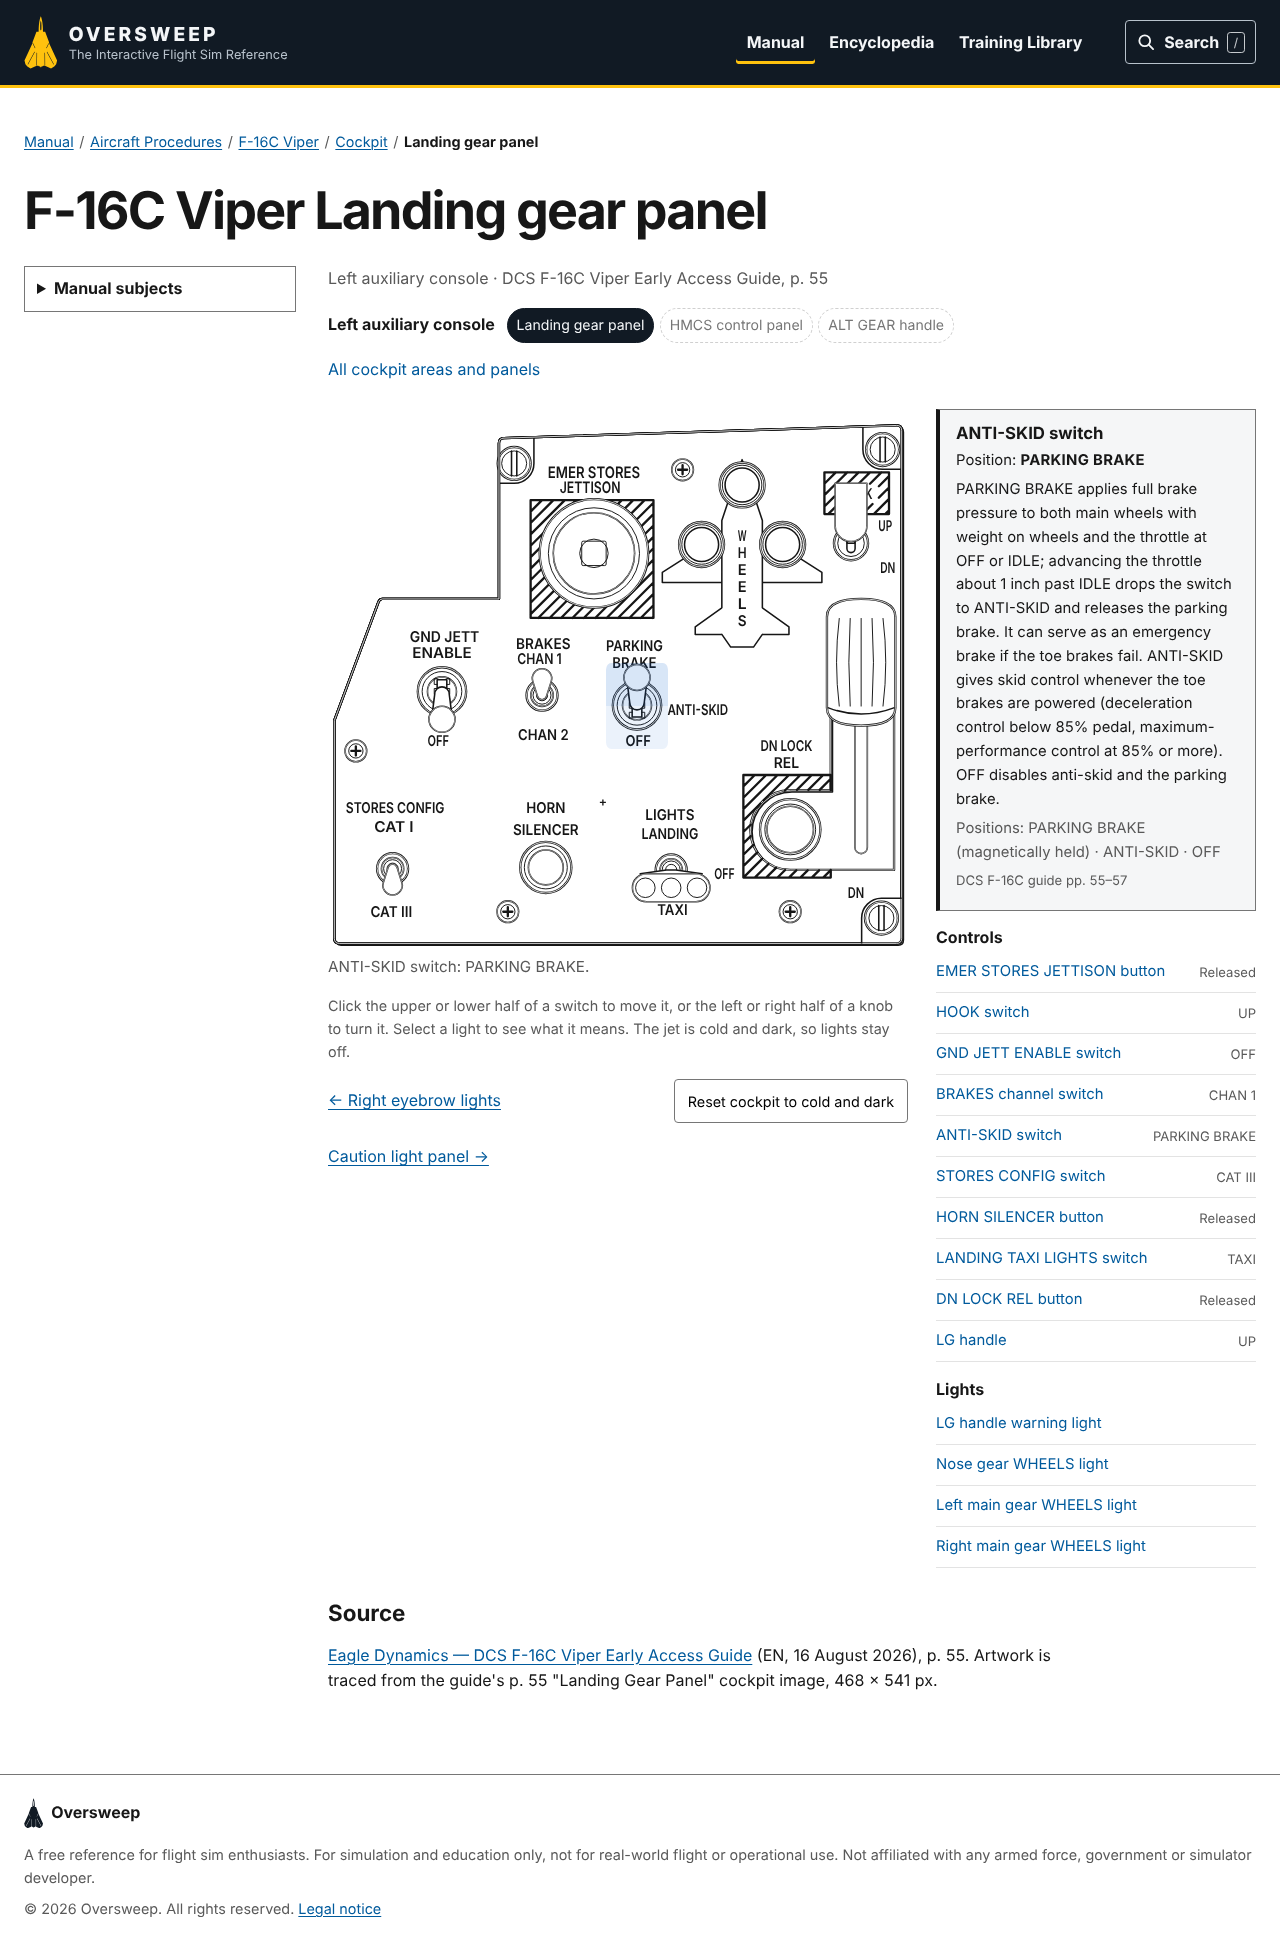 OVERSWEEP
The Interactive Flight Sim Reference
Manual
Encyclopedia
Training Library
Search /
Manual / Aircraft Procedures / F-16C Viper / Cockpit / Landing gear panel
F-16C Viper Landing gear panel
Manual subjects
Left auxiliary console · DCS F-16C Viper Early Access Guide, p. 55
Left auxiliary console
Landing gear panel
HMCS control panel
ALT GEAR handle
All cockpit areas and panels
EMER STORES
JETTISON
WHEELS
UP
DN
GND JETT
ENABLE
OFF
BRAKES
CHAN 1
CHAN 2
PARKING
BRAKE
ANTI-SKID
OFF
DN LOCK
REL
STORES CONFIG
CAT I
CAT III
HORN
SILENCER
+
LIGHTS
LANDING
OFF
TAXI
DN
ANTI-SKID switch: PARKING BRAKE.
Click the upper or lower half of a switch to move it, or the left or right half of a knob
to turn it. Select a light to see what it means. The jet is cold and dark, so lights stay
off.
← Right eyebrow lights
Reset cockpit to cold and dark
Caution light panel →
ANTI-SKID switch
Position: PARKING BRAKE
PARKING BRAKE applies full brake
pressure to both main wheels with
weight on wheels and the throttle at
OFF or IDLE; advancing the throttle
about 1 inch past IDLE drops the switch
to ANTI-SKID and releases the parking
brake. It can serve as an emergency
brake if the toe brakes fail. ANTI-SKID
gives skid control whenever the toe
brakes are powered (deceleration
control below 85% pedal, maximum-
performance control at 85% or more).
OFF disables anti-skid and the parking
brake.
Positions: PARKING BRAKE
(magnetically held) · ANTI-SKID · OFF
DCS F-16C guide pp. 55–57
Controls
EMER STORES JETTISON button Released
HOOK switch UP
GND JETT ENABLE switch OFF
BRAKES channel switch CHAN 1
ANTI-SKID switch PARKING BRAKE
STORES CONFIG switch CAT III
HORN SILENCER button Released
LANDING TAXI LIGHTS switch TAXI
DN LOCK REL button Released
LG handle UP
Lights
LG handle warning light
Nose gear WHEELS light
Left main gear WHEELS light
Right main gear WHEELS light
Source
Eagle Dynamics — DCS F-16C Viper Early Access Guide (EN, 16 August 2026), p. 55. Artwork is
traced from the guide's p. 55 "Landing Gear Panel" cockpit image, 468 × 541 px.
Oversweep
A free reference for flight sim enthusiasts. For simulation and education only, not for real-world flight or operational use. Not affiliated with any armed force, government or simulator
developer.
© 2026 Oversweep. All rights reserved. Legal notice